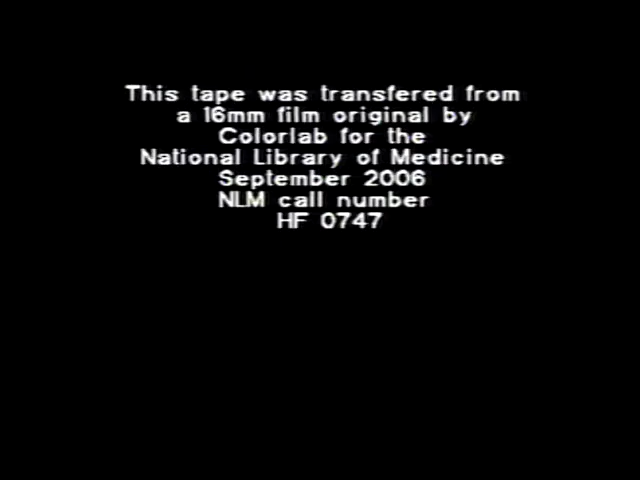 This tape was transfered from
a 16mm film original by
Colorlab for the
National Library of Medicine
September 2006
NLM call number
HF 0747